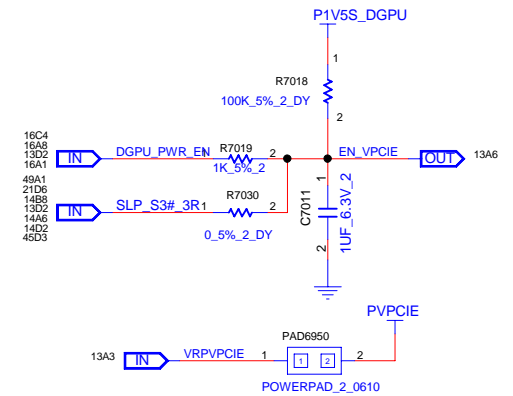 P1V5S_DGPU
1
R7018
100K_5%_2_DY
2
16C4
16A8
13D2
16A1
IN
DGPU_PWR_EN
1
R7019
2
1K_5%_2
EN_VPCIE
OUT
13A6
49A1
21D6
14B8
13D2
14A6
14D2
45D3
IN
SLP_S3#_3R
1
R7030
2
0_5%_2_DY
1
C7011
1UF_6.3V_2
2
PVPCIE
13A3
IN
VRPVPCIE
1
PAD6950
1 2
2
POWERPAD_2_0610